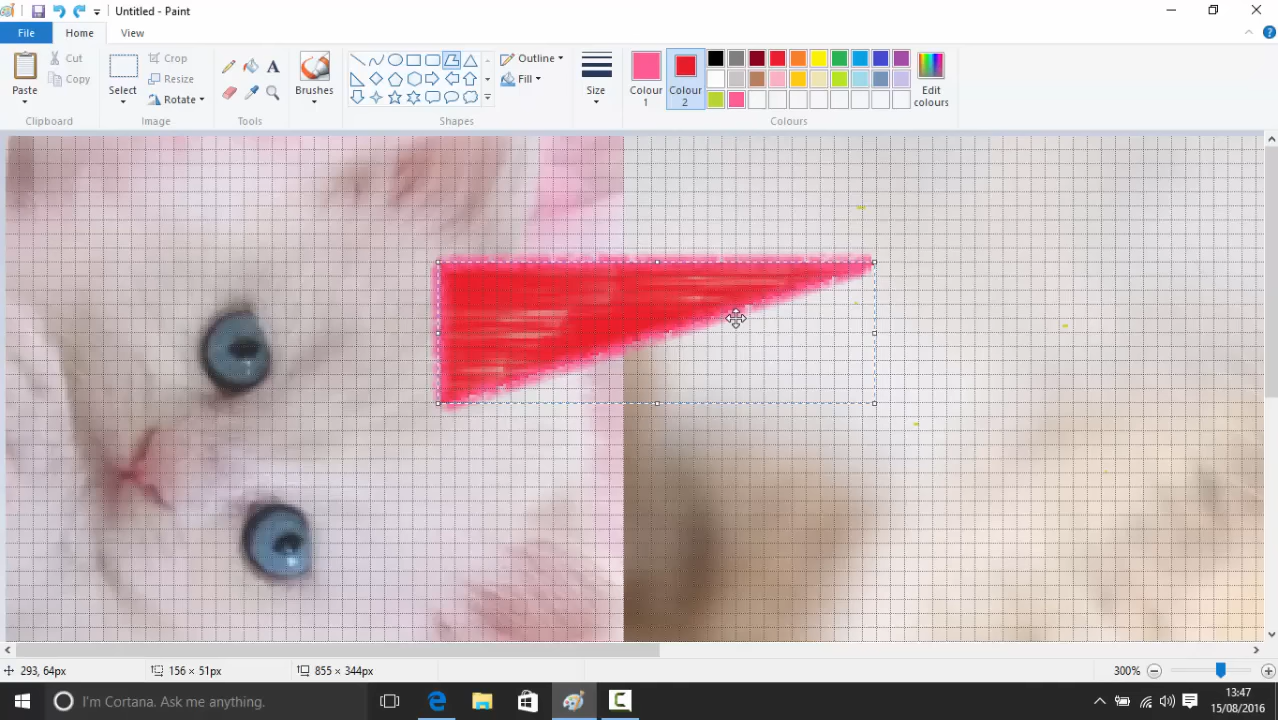 Untitled - Paint
File
Home
View
Paste
Cut
Copy
Clipboard
Select
Crop
Resize
Rotate
Image
A
Tools
Brushes
Outline
Fill
Shapes
Size
Colour
1
Colour
2
Edit
colours
Colours
293, 64px
156 × 51px
855 × 344px
300%
I'm Cortana. Ask me anything.
13:47
15/08/2016